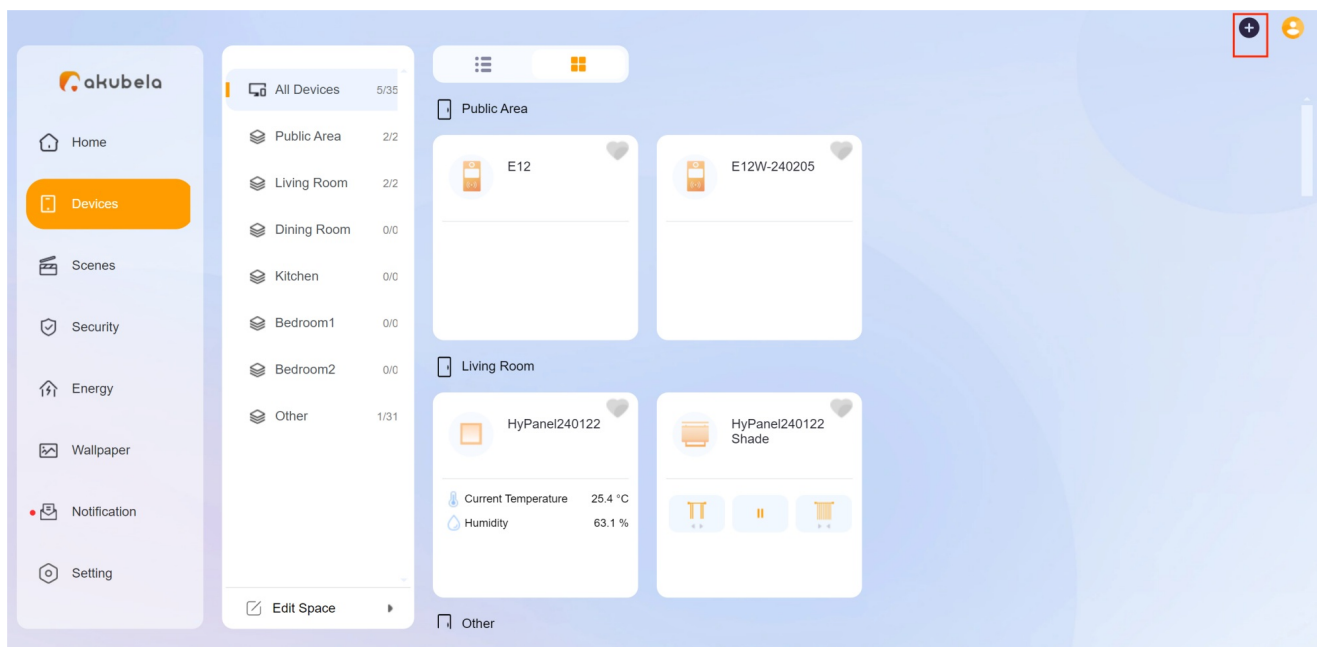 akubela
Home
Devices
Scenes
Security
Energy
Wallpaper
Notification
Setting
All Devices 5/35
Public Area 2/2
Living Room 2/2
Dining Room 0/0
Kitchen 0/0
Bedroom1 0/0
Bedroom2 0/0
Other 1/31
Edit Space
Public Area
E12
E12W-240205
Living Room
HyPanel240122
Current Temperature 25.4 °C
Humidity 63.1 %
HyPanel240122
Shade
Other